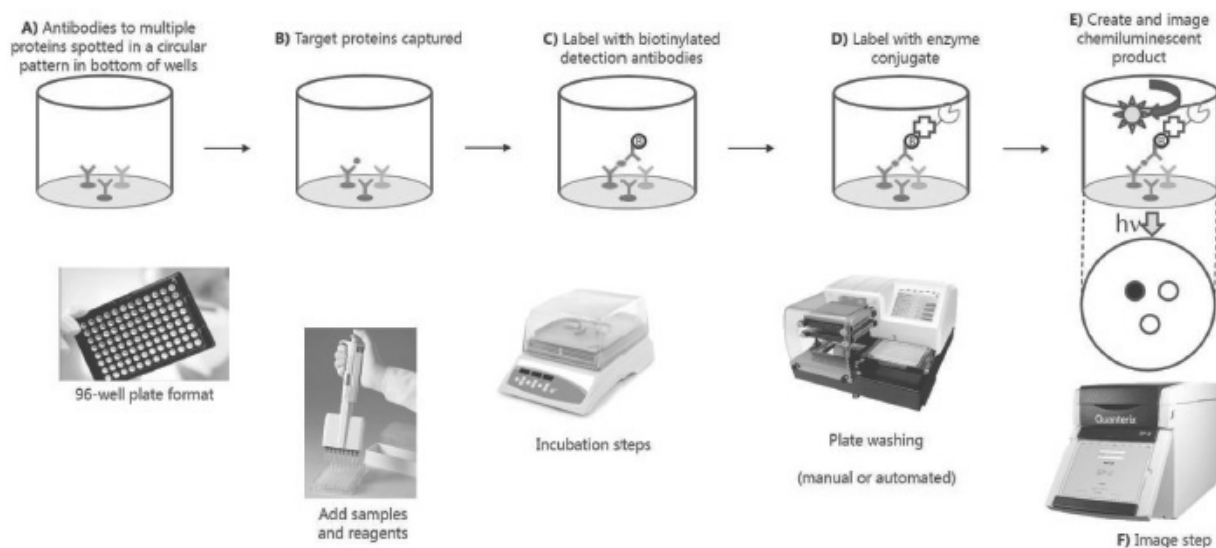 A) Antibodies to multiple
proteins spotted in a circular
pattern in bottom of wells
B) Target proteins captured
C) Label with biotinylated
detection antibodies
D) Label with enzyme
conjugate
E) Create and image
chemiluminescent
product
B
B
B
hν
96-well plate format
Add samples
and reagents
Incubation steps
Plate washing
(manual or automated)
Quanterix
F) Image step